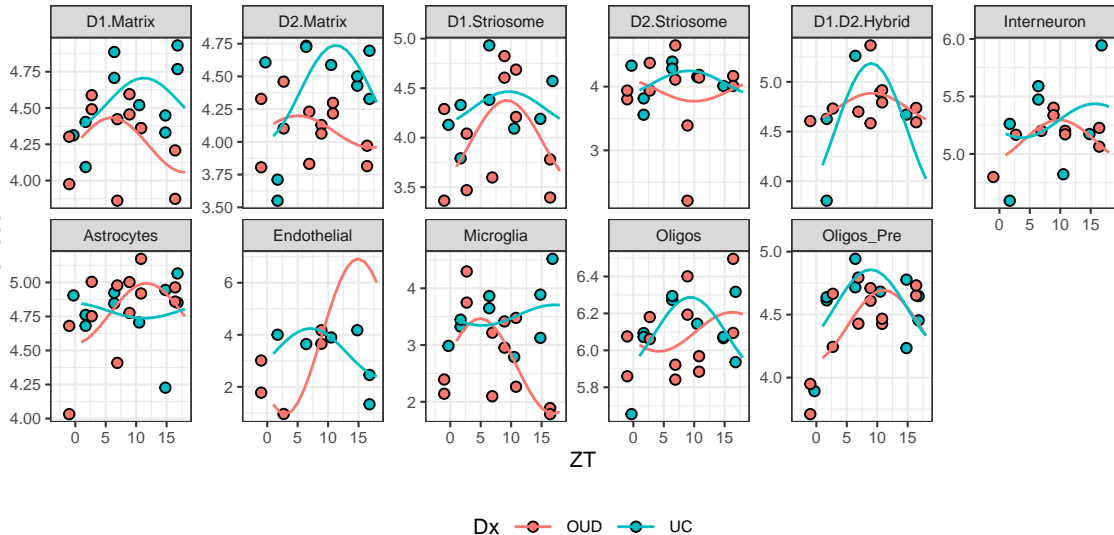 D1.Matrix D2.Matrix D1.Striosome D2.Striosome D1.D2.Hybrid Interneuron
4.75 4.50 4.25 4.00
4.75 4.50 4.25 4.00 3.75 3.50
5.0 4.5 4.0 3.5
4 3
5.0 4.5 4.0
6.0 5.5 5.0
Astrocytes Endothelial Microglia Oligos Oligos_Pre
5.00 4.75 4.50 4.25 4.00
6 4 2
4 3 2
6.4 6.2 6.0 5.8
5.0 4.5 4.0
0 5 10 15
0 5 10 15 0 5 10 15 0 5 10 15 0 5 10 15 0 5 10 15
ZT
Dx OUD UC